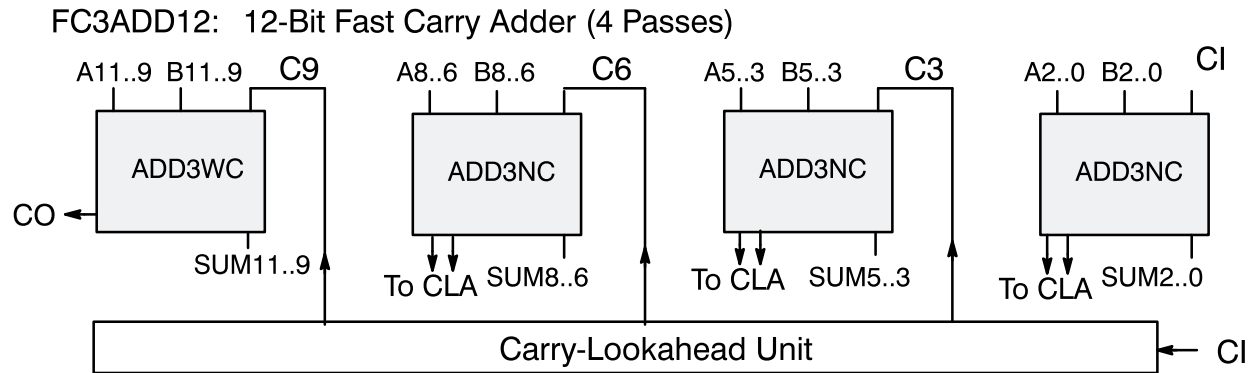 FC3ADD12: 12-Bit Fast Carry Adder (4 Passes)
A11..9 B11..9 C9 A8..6 B8..6 C6 A5..3 B5..3 C3 A2..0 B2..0 CI
ADD3WC ADD3NC ADD3NC ADD3NC
CO
SUM11..9 To CLA SUM8..6 To CLA SUM5..3 To CLA SUM2..0
Carry-Lookahead Unit CI